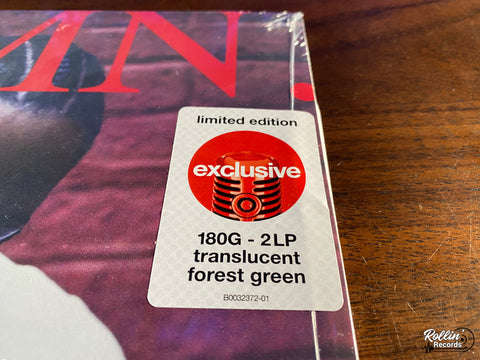 MN.
limited edition
exclusive
180G - 2LP
translucent
forest green
B0032372-01
Rollin'
Records